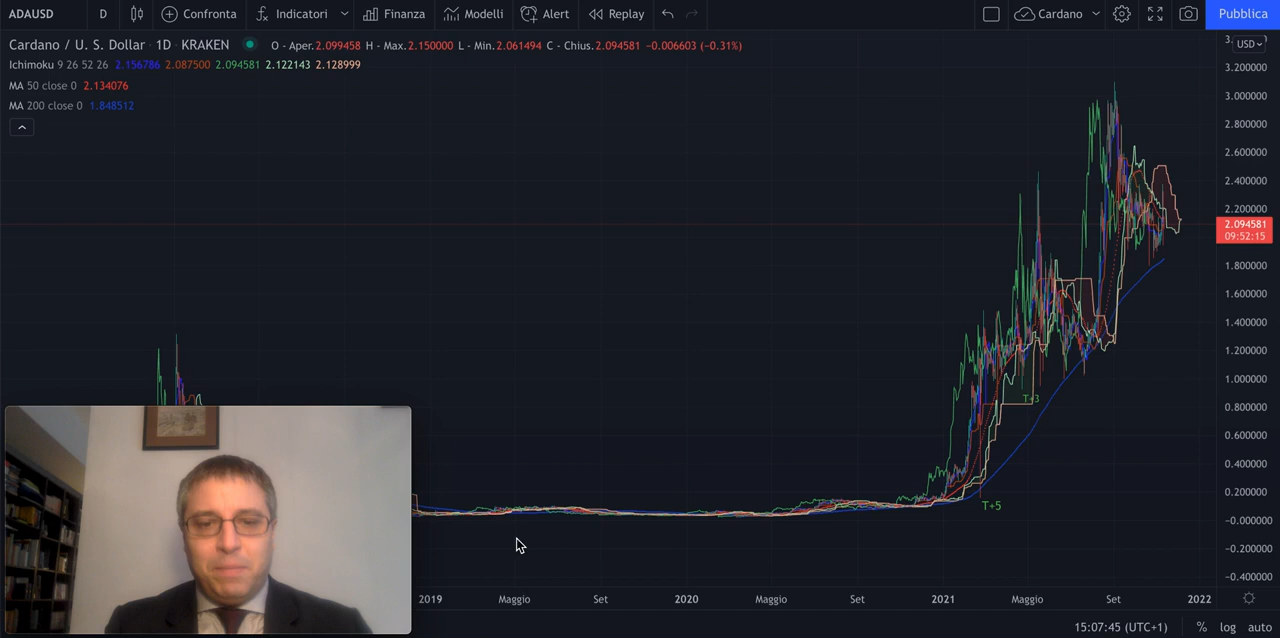 ADAUSD D Confronta Indicatori Finanza Modelli Alert Replay Cardano Pubblica
Cardano / U. S. Dollar · 1D · KRAKEN O - Aper.2.099458 H - Max.2.150000 L - Min.2.061494 C - Chius.2.094581 −0.006603 (−0.31%)
Ichimoku 9 26 52 26 2.156786 2.087500 2.094581 2.122143 2.128999
MA 50 close 0 2.134076
MA 200 close 0 1.848512
USD
3.200000
3.000000
2.800000
2.600000
2.400000
2.200000
2.094581
09:52:15
1.800000
1.600000
1.400000
1.200000
1.000000
0.800000
0.600000
0.400000
0.200000
−0.000000
−0.200000
−0.400000
T+3
T+5
2019 Maggio Set 2020 Maggio Set 2021 Maggio Set 2022
15:07:45 (UTC+1) % log auto